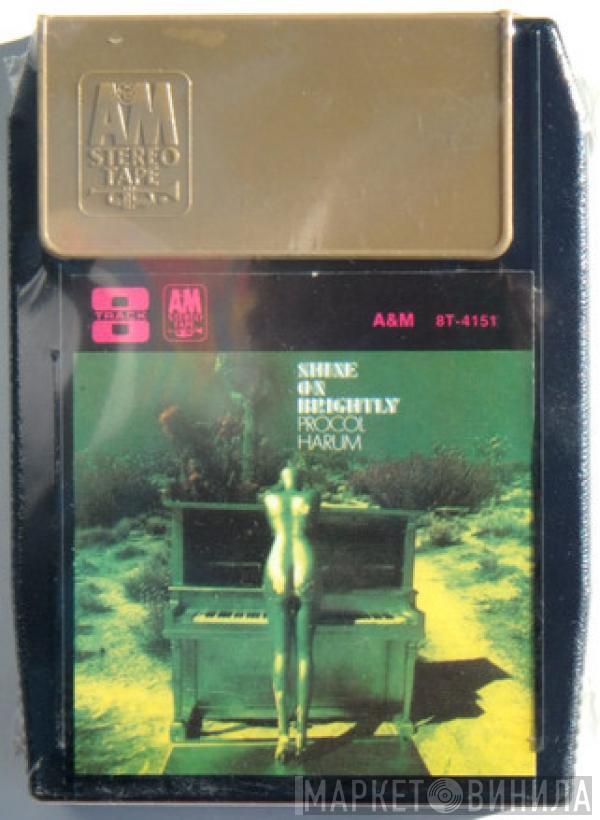 A&M
STEREO
TAPE
8
TRACK
A&M
A&M 8T-4151
SHINE
ON
BRIGHTLY
PROCOL
HARUM
МАРКЕТ ВИНИЛА